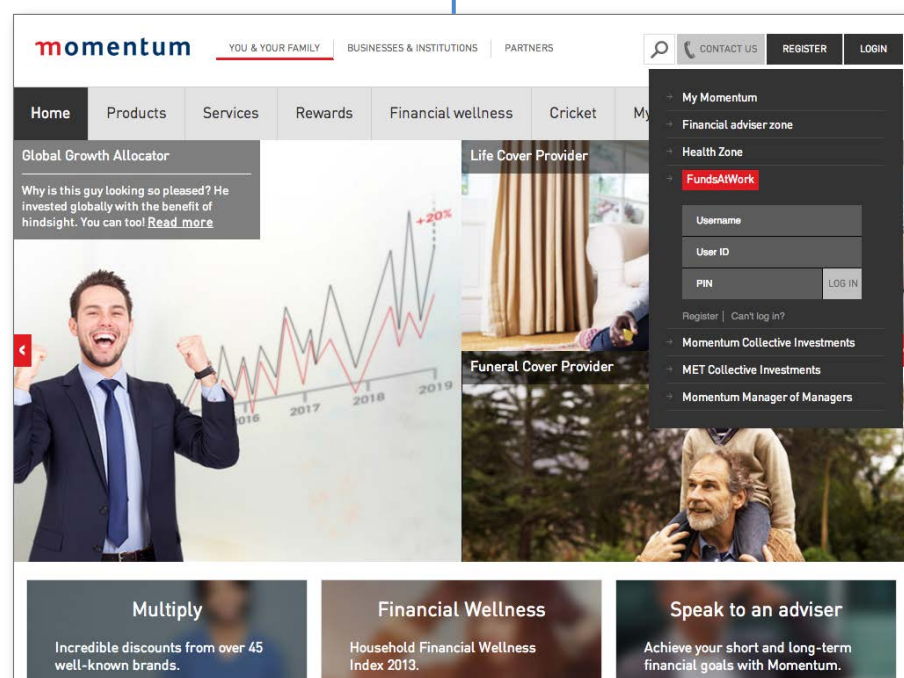 momentum
YOU & YOUR FAMILY
BUSINESSES & INSTITUTIONS
PARTNERS
CONTACT US
REGISTER
LOGIN
Home
Products
Services
Rewards
Financial wellness
Cricket
My
My Momentum
Financial adviser zone
Health Zone
FundsAtWork
Username
User ID
PIN
LOG IN
Register | Can't log in?
Momentum Collective Investments
MET Collective Investments
Momentum Manager of Managers
Global Growth Allocator
Why is this guy looking so pleased? He
invested globally with the benefit of
hindsight. You can too! Read more
+20%
2016
2017
2018
2019
Life Cover Provider
Funeral Cover Provider
Multiply
Incredible discounts from over 45
well-known brands.
Financial Wellness
Household Financial Wellness
Index 2013.
Speak to an adviser
Achieve your short and long-term
financial goals with Momentum.